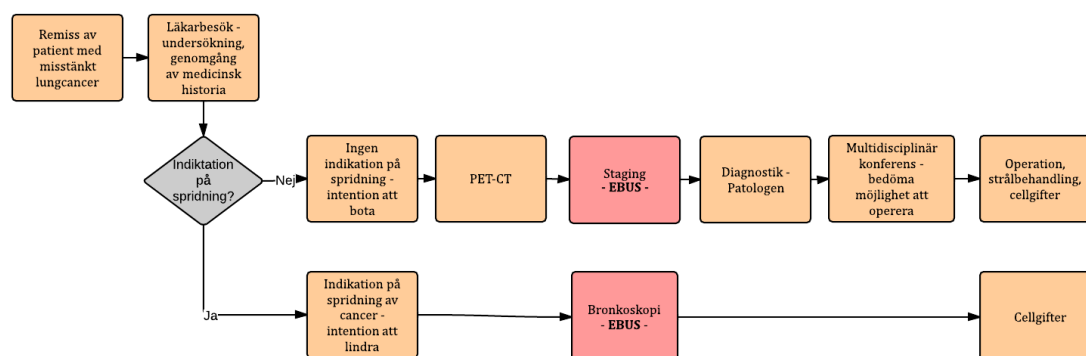 Remiss av
patient med
misstänkt
lungcancer
Läkarbesök -
undersökning,
genomgång
av medicinsk
historia
Indiktation
på
spridning?
Nej
Ingen
indikation på
spridning -
intention att
bota
PET-CT
Staging
- EBUS -
Diagnostik -
Patologen
Multidisciplinär
konferens -
bedöma
möjlighet att
operera
Operation,
strålbehandling,
cellgifter
Ja
Indikation på
spridning av
cancer -
intention att
lindra
Bronkoskopi
- EBUS -
Cellgifter